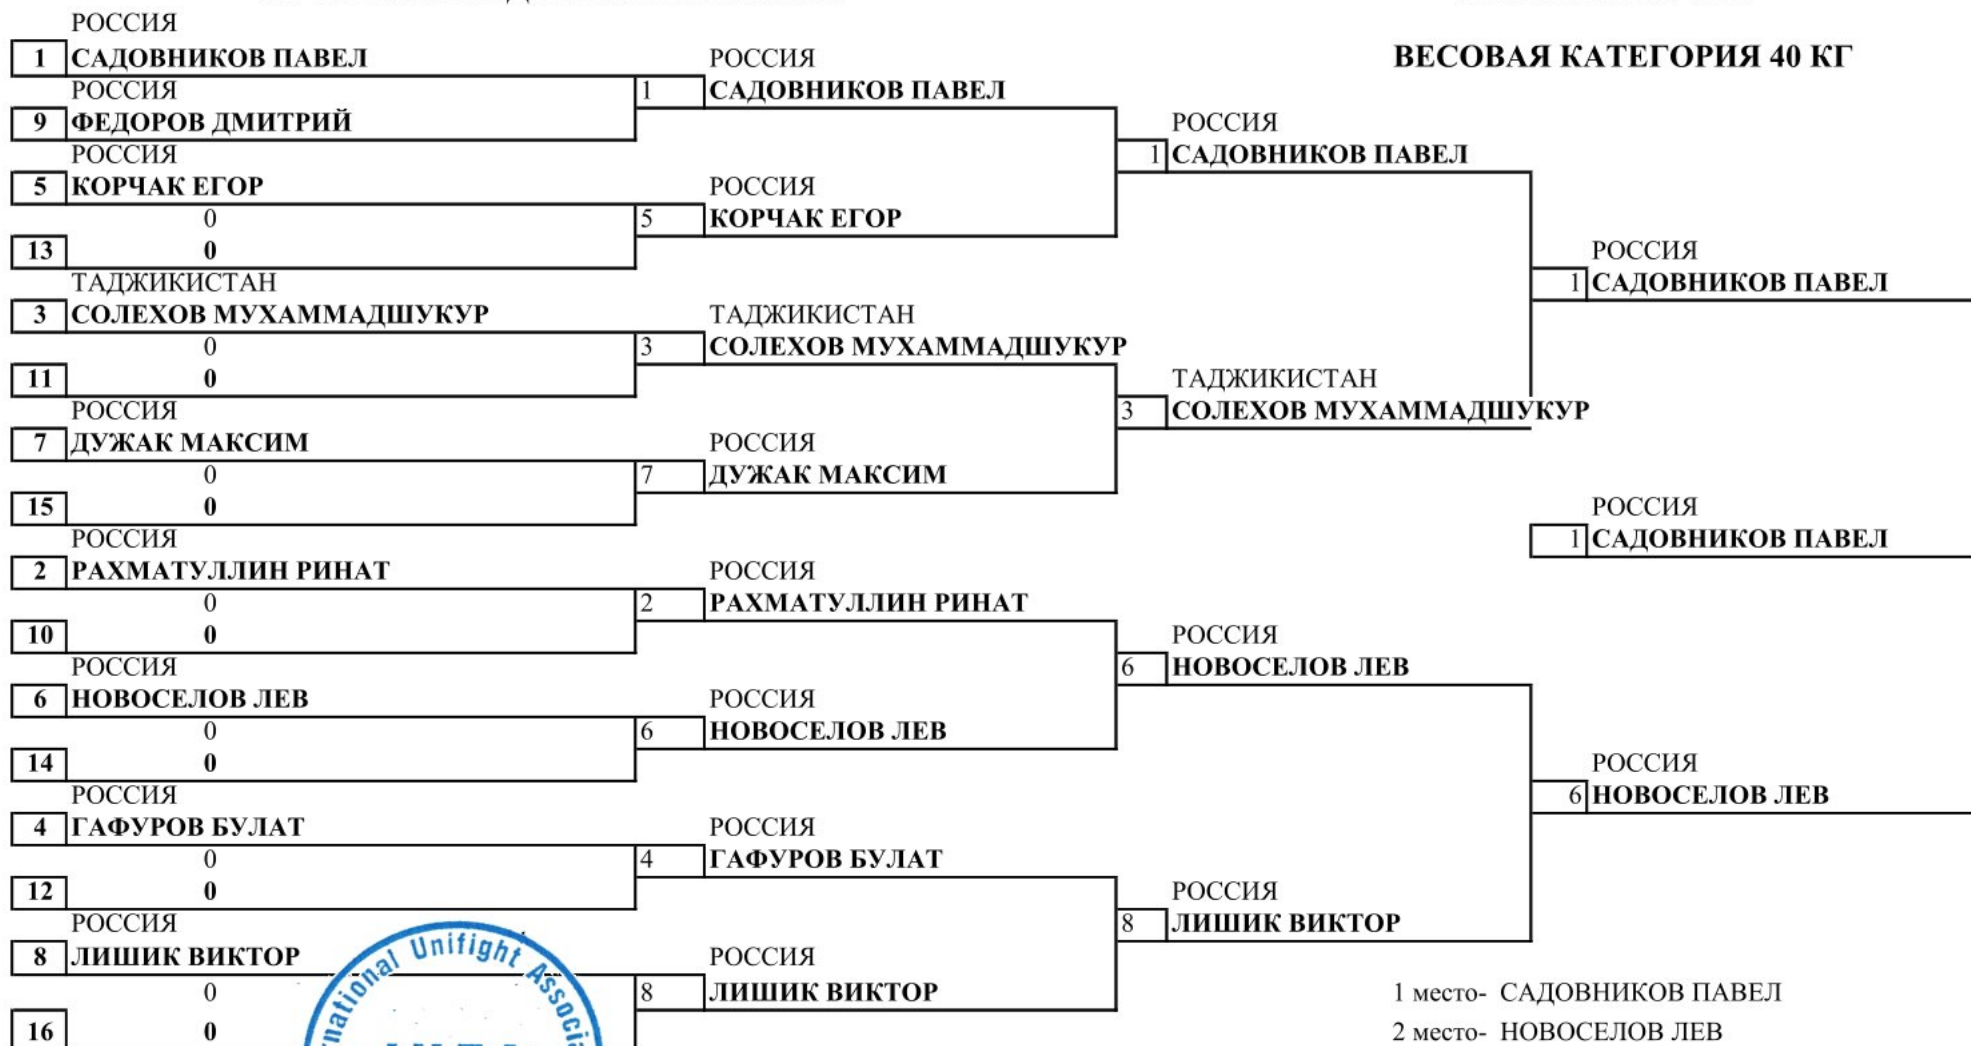 РОССИЯ
1 САДОВНИКОВ ПАВЕЛ РОССИЯ ВЕСОВАЯ КАТЕГОРИЯ 40 КГ
РОССИЯ 1 САДОВНИКОВ ПАВЕЛ
9 ФЕДОРОВ ДМИТРИЙ РОССИЯ
РОССИЯ 1 САДОВНИКОВ ПАВЕЛ
5 КОРЧАК ЕГОР РОССИЯ
0 5 КОРЧАК ЕГОР
13 0 РОССИЯ
ТАДЖИКИСТАН 1 САДОВНИКОВ ПАВЕЛ
3 СОЛЕХОВ МУХАММАДШУКУР ТАДЖИКИСТАН
0 3 СОЛЕХОВ МУХАММАДШУКУР
11 0 ТАДЖИКИСТАН
РОССИЯ 3 СОЛЕХОВ МУХАММАДШУКУР
7 ДУЖАК МАКСИМ РОССИЯ
0 7 ДУЖАК МАКСИМ
15 0 РОССИЯ
РОССИЯ 1 САДОВНИКОВ ПАВЕЛ
2 РАХМАТУЛЛИН РИНАТ РОССИЯ
0 2 РАХМАТУЛЛИН РИНАТ
10 0 РОССИЯ
РОССИЯ 6 НОВОСЕЛОВ ЛЕВ
6 НОВОСЕЛОВ ЛЕВ РОССИЯ
0 6 НОВОСЕЛОВ ЛЕВ
14 0 РОССИЯ
РОССИЯ 6 НОВОСЕЛОВ ЛЕВ
4 ГАФУРОВ БУЛАТ РОССИЯ
0 4 ГАФУРОВ БУЛАТ
12 0 РОССИЯ
РОССИЯ 8 ЛИШИК ВИКТОР
8 ЛИШИК ВИКТОР РОССИЯ
0 8 ЛИШИК ВИКТОР 1 место- САДОВНИКОВ ПАВЕЛ
16 0 2 место- НОВОСЕЛОВ ЛЕВ
rnational Unifight Associa